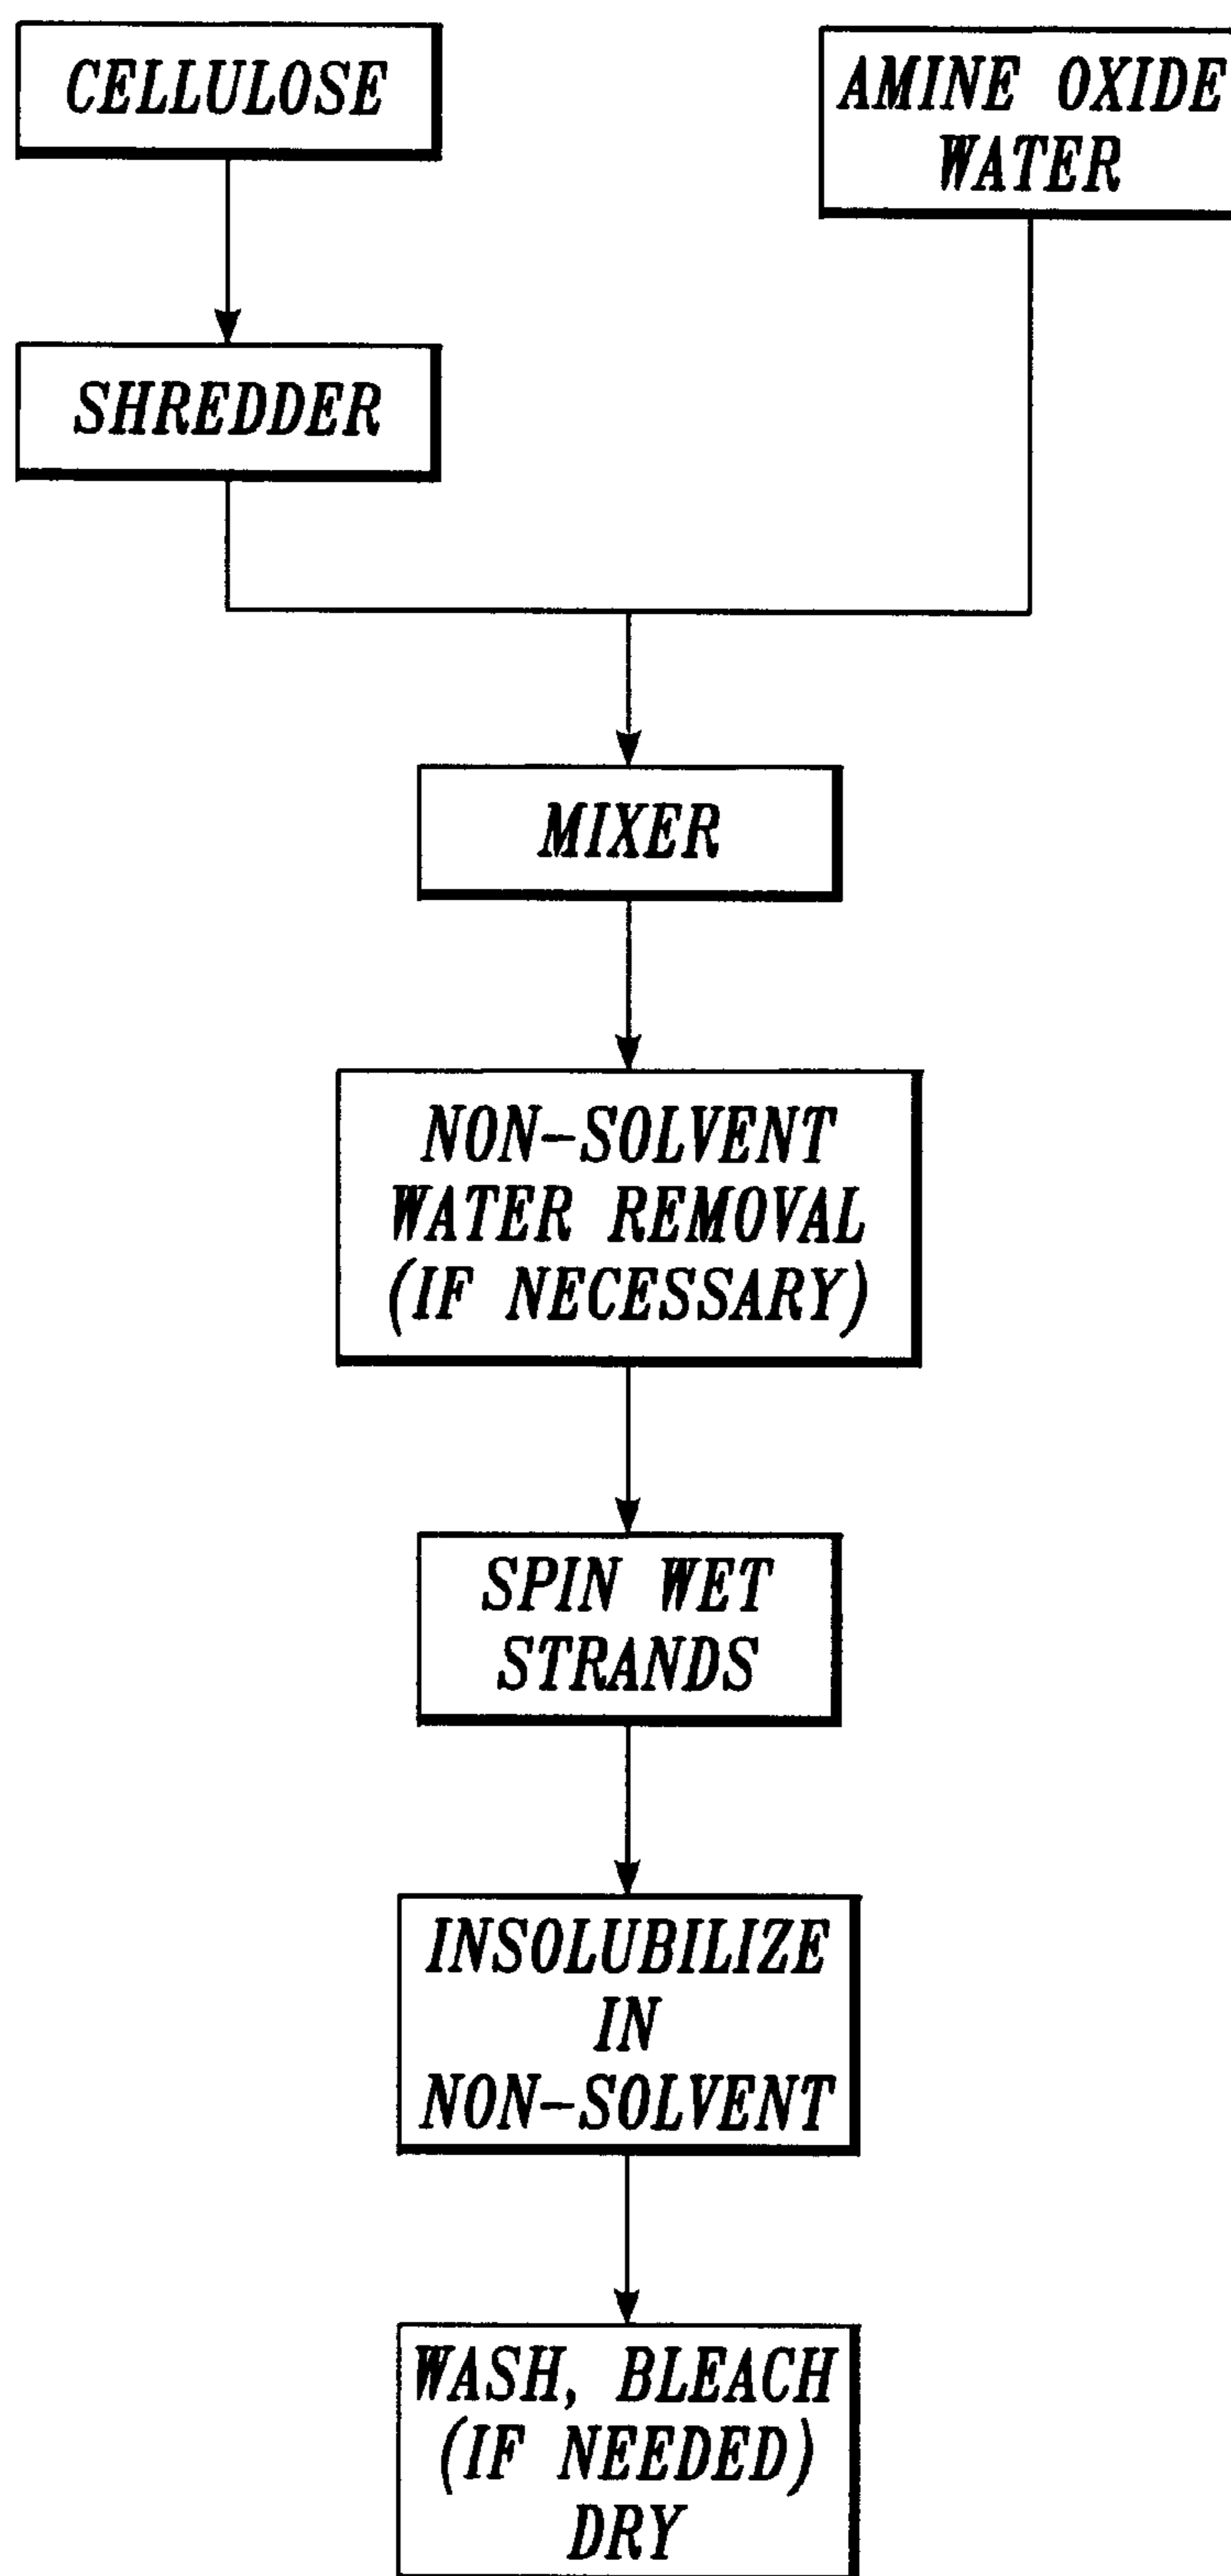 CELLULOSE
AMINE OXIDE
WATER
SHREDDER
MIXER
NON-SOLVENT
WATER REMOVAL
(IF NECESSARY)
SPIN WET
STRANDS
INSOLUBILIZE
IN
NON-SOLVENT
WASH, BLEACH
(IF NEEDED)
DRY